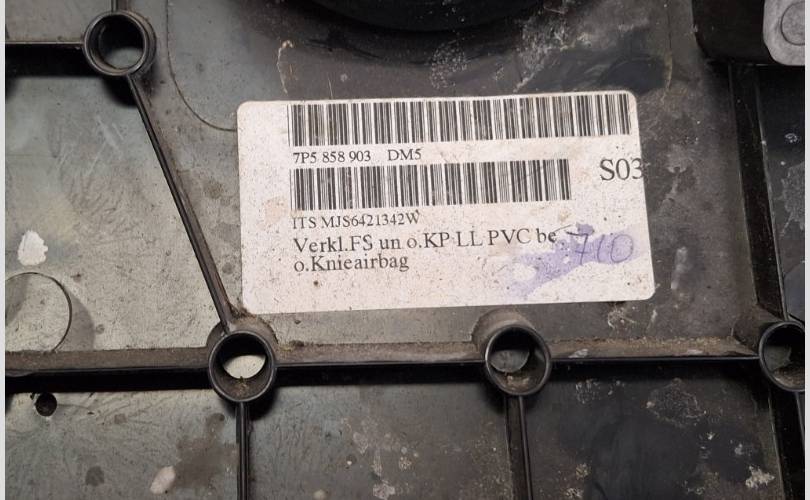 7P5 858 903 DM5
S03
ITS MJS6421342W
Verkl.FS un o.KP LL PVC be
o.Knieairbag
710